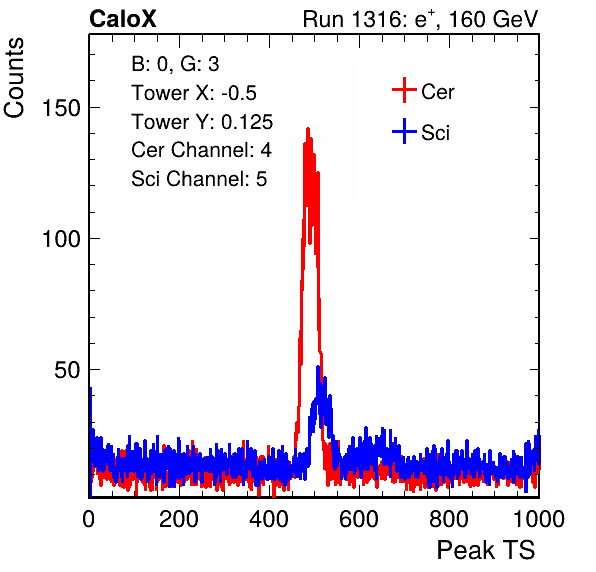 CaloX
Run 1316: e⁺, 160 GeV
B: 0, G: 3
Tower X: -0.5
Tower Y: 0.125
Cer Channel: 4
Sci Channel: 5
Cer
Sci
Counts
150
100
50
0 200 400 600 800 1000
Peak TS